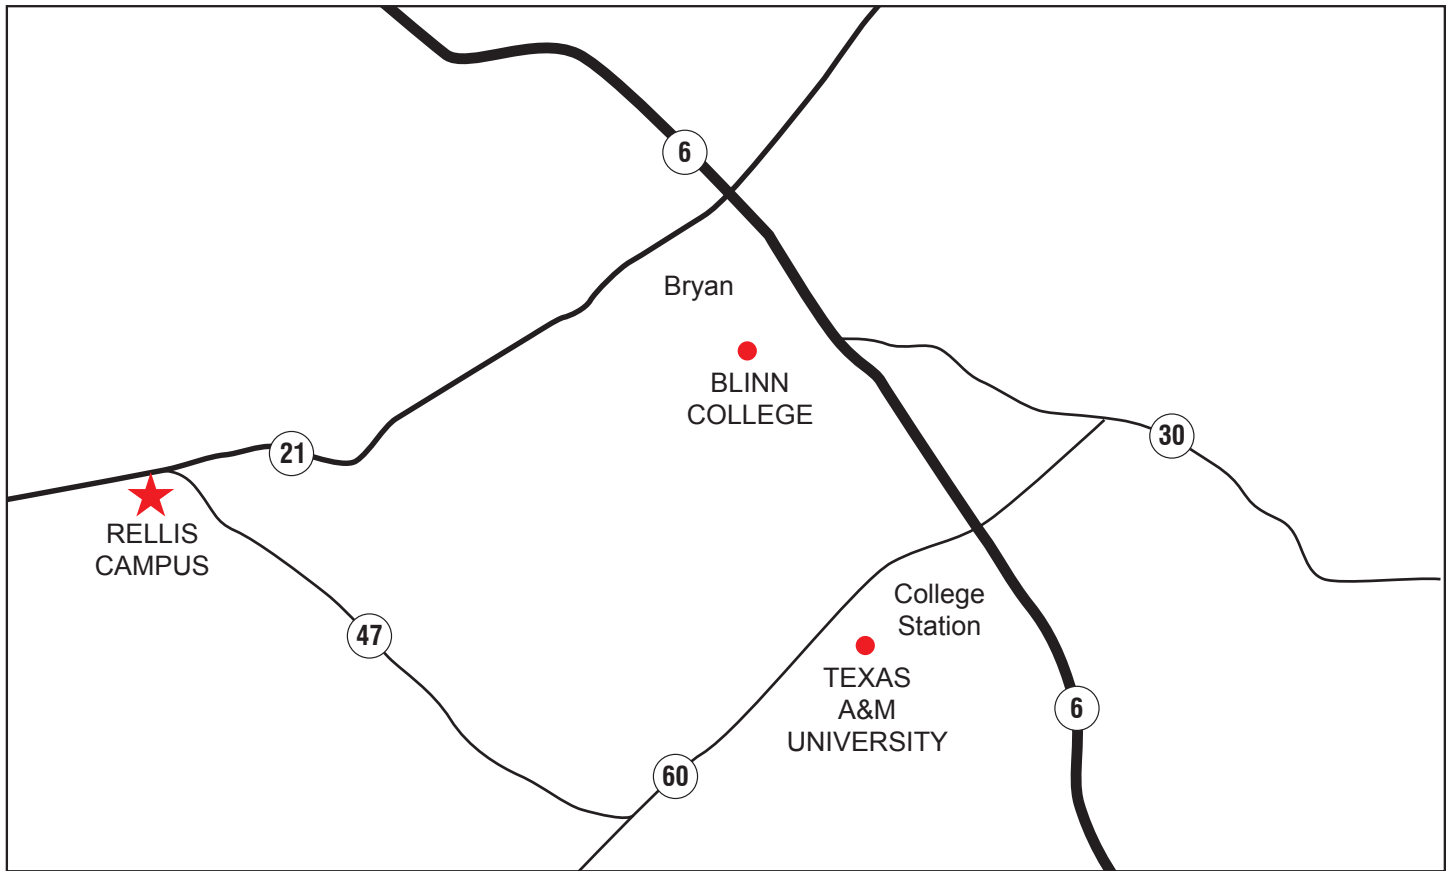 6
Bryan
BLINN
COLLEGE
30
21
RELLIS
CAMPUS
College
Station
47
TEXAS
A&M
UNIVERSITY
6
60